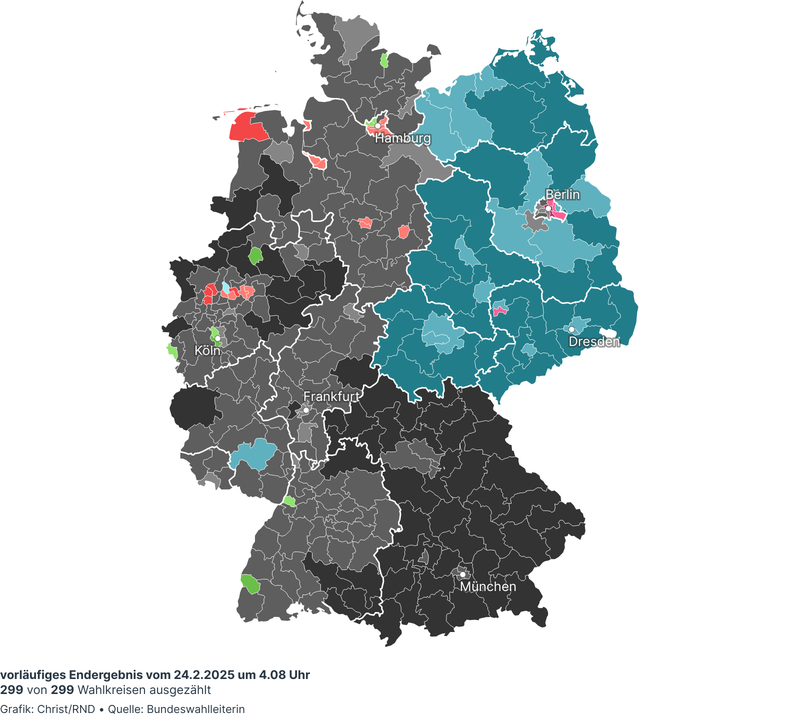 Hamburg
Berlin
Dresden
Köln
Frankfurt
München
vorläufiges Endergebnis vom 24.2.2025 um 4.08 Uhr
299 von 299 Wahlkreisen ausgezählt
Grafik: Christ/RND • Quelle: Bundeswahlleiterin